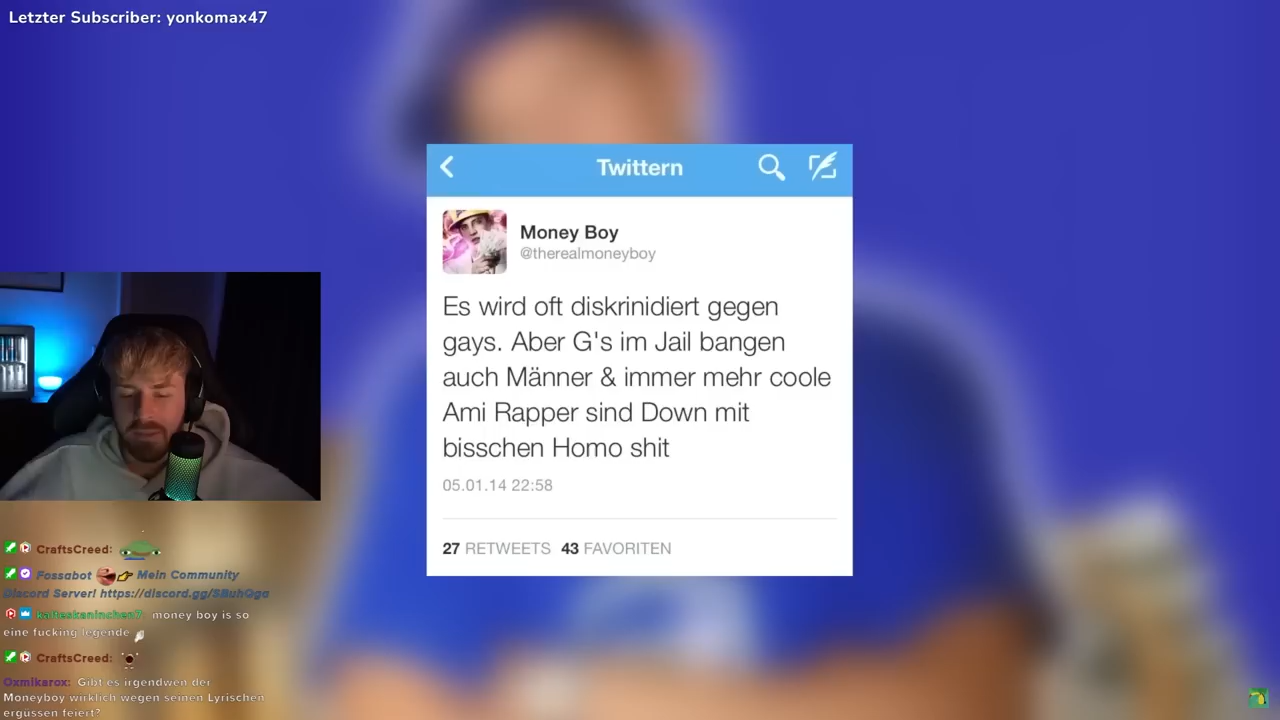 Letzter Subscriber: yonkomax47
Twittern
Money Boy
@therealmoneyboy
Es wird oft diskrinidiert gegen
gays. Aber G's im Jail bangen
auch Männer & immer mehr coole
Ami Rapper sind Down mit
bisschen Homo shit
05.01.14 22:58
27 RETWEETS 43 FAVORITEN
CraftsCreed:
Fossabot Mein Community
Discord Server!
kalteskaninchen7 money boy is so
eine fucking legende
CraftsCreed:
Oxmikarox: Gibt es irgendwen der
Moneyboy wirklich wegen seinen Lyrischen
ergüssen feiert?